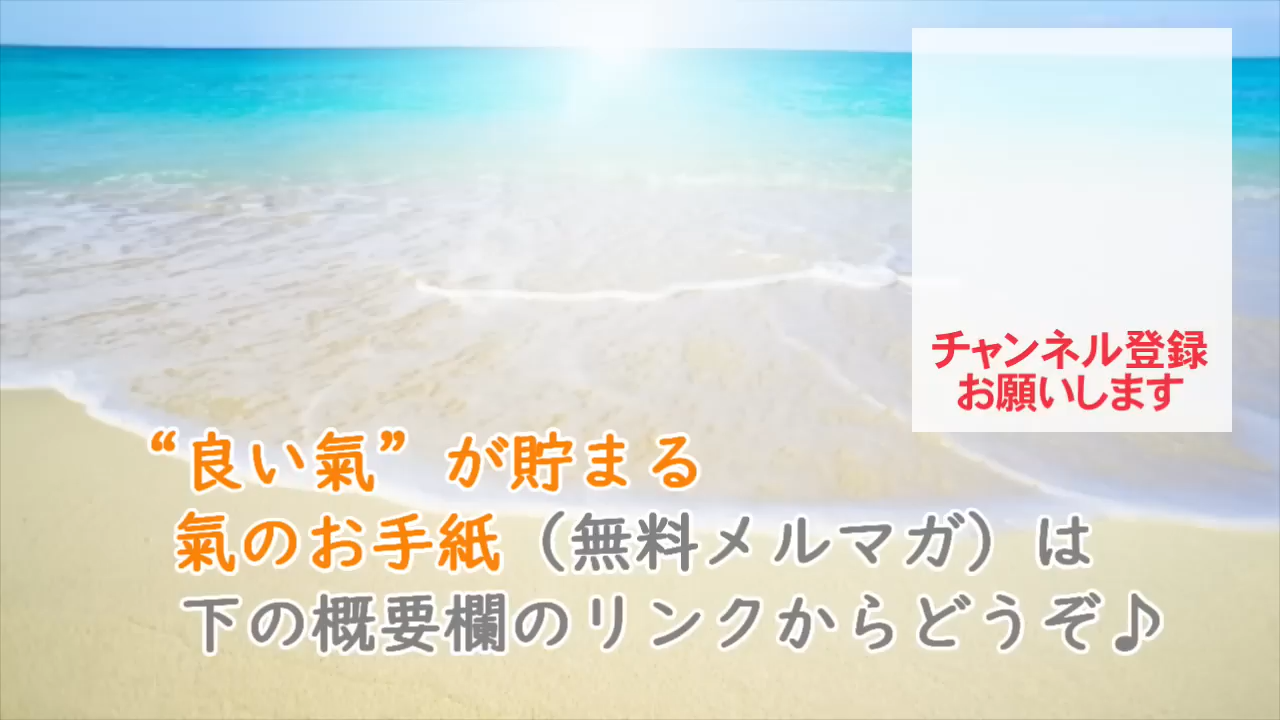 チャンネル登録
お願いします
“良い氣”が貯まる
氣のお手紙（無料メルマガ）は
下の概要欄のリンクからどうぞ♪